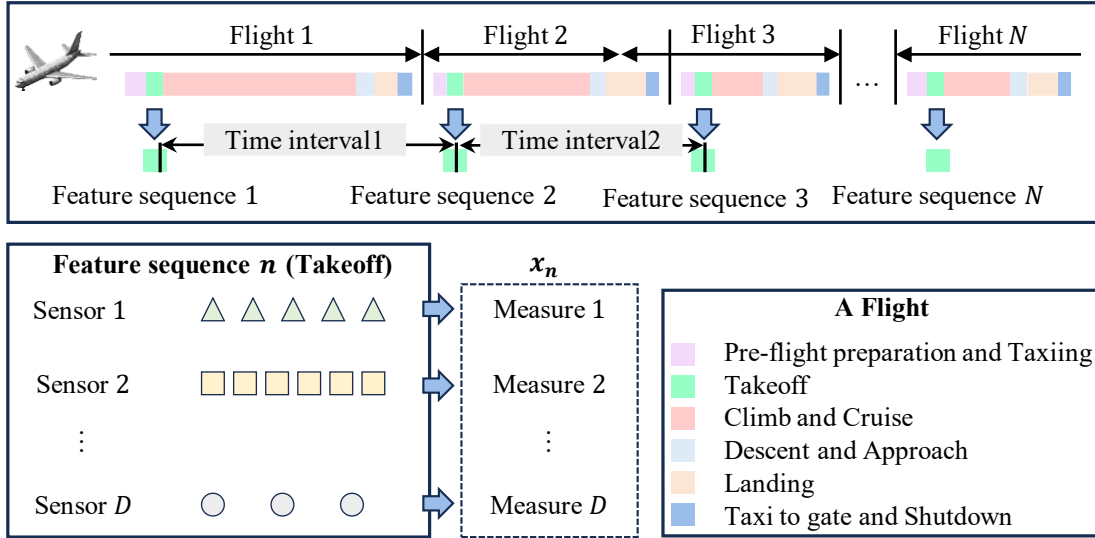 Flight 1 Flight 2 Flight 3 Flight N
...
Time interval1 Time interval2
Feature sequence 1 Feature sequence 2 Feature sequence 3 Feature sequence N
Feature sequence n (Takeoff)
x_n
Sensor 1 Measure 1
Sensor 2 Measure 2
⋮ ⋮
Sensor D Measure D
A Flight
Pre-flight preparation and Taxiing
Takeoff
Climb and Cruise
Descent and Approach
Landing
Taxi to gate and Shutdown